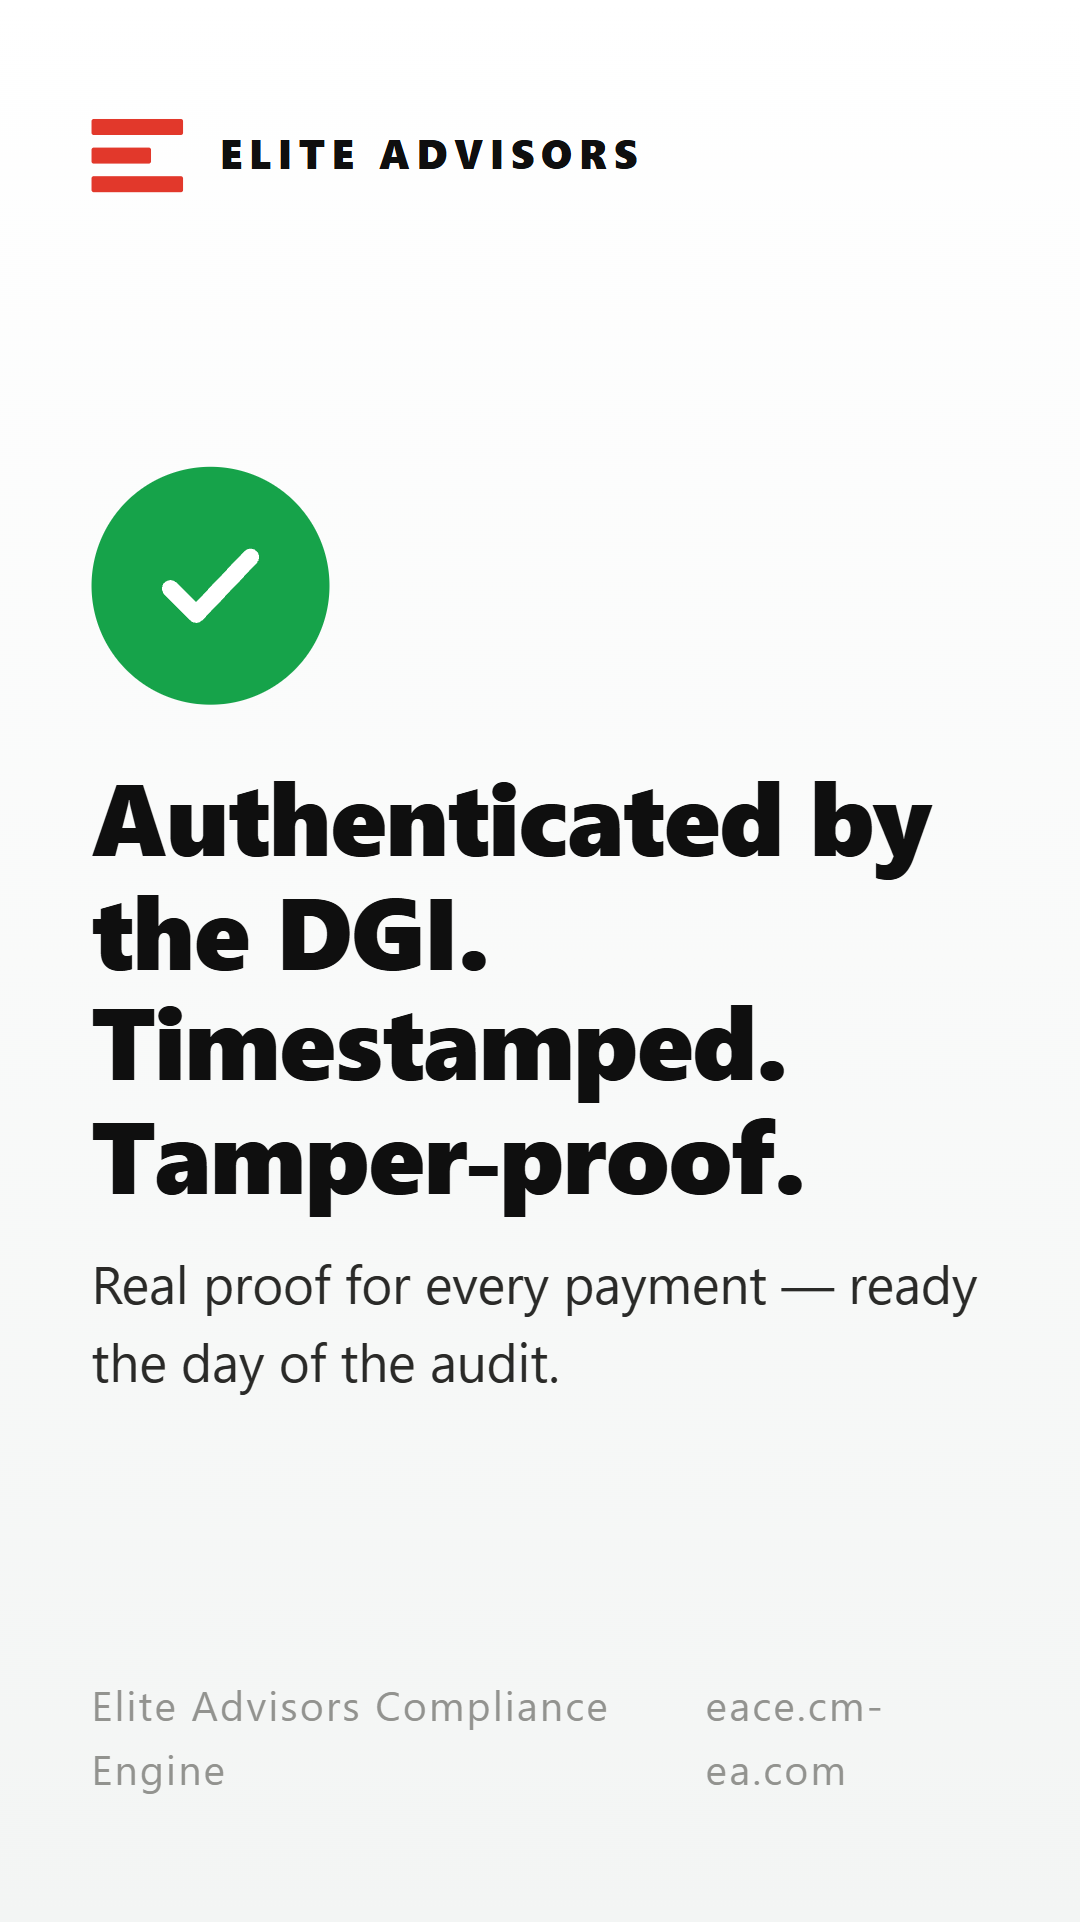 ELITE ADVISORS
Authenticated by
the DGI.
Timestamped.
Tamper-proof.
Real proof for every payment — ready
the day of the audit.
Elite Advisors Compliance
Engine
eace.cm-
ea.com